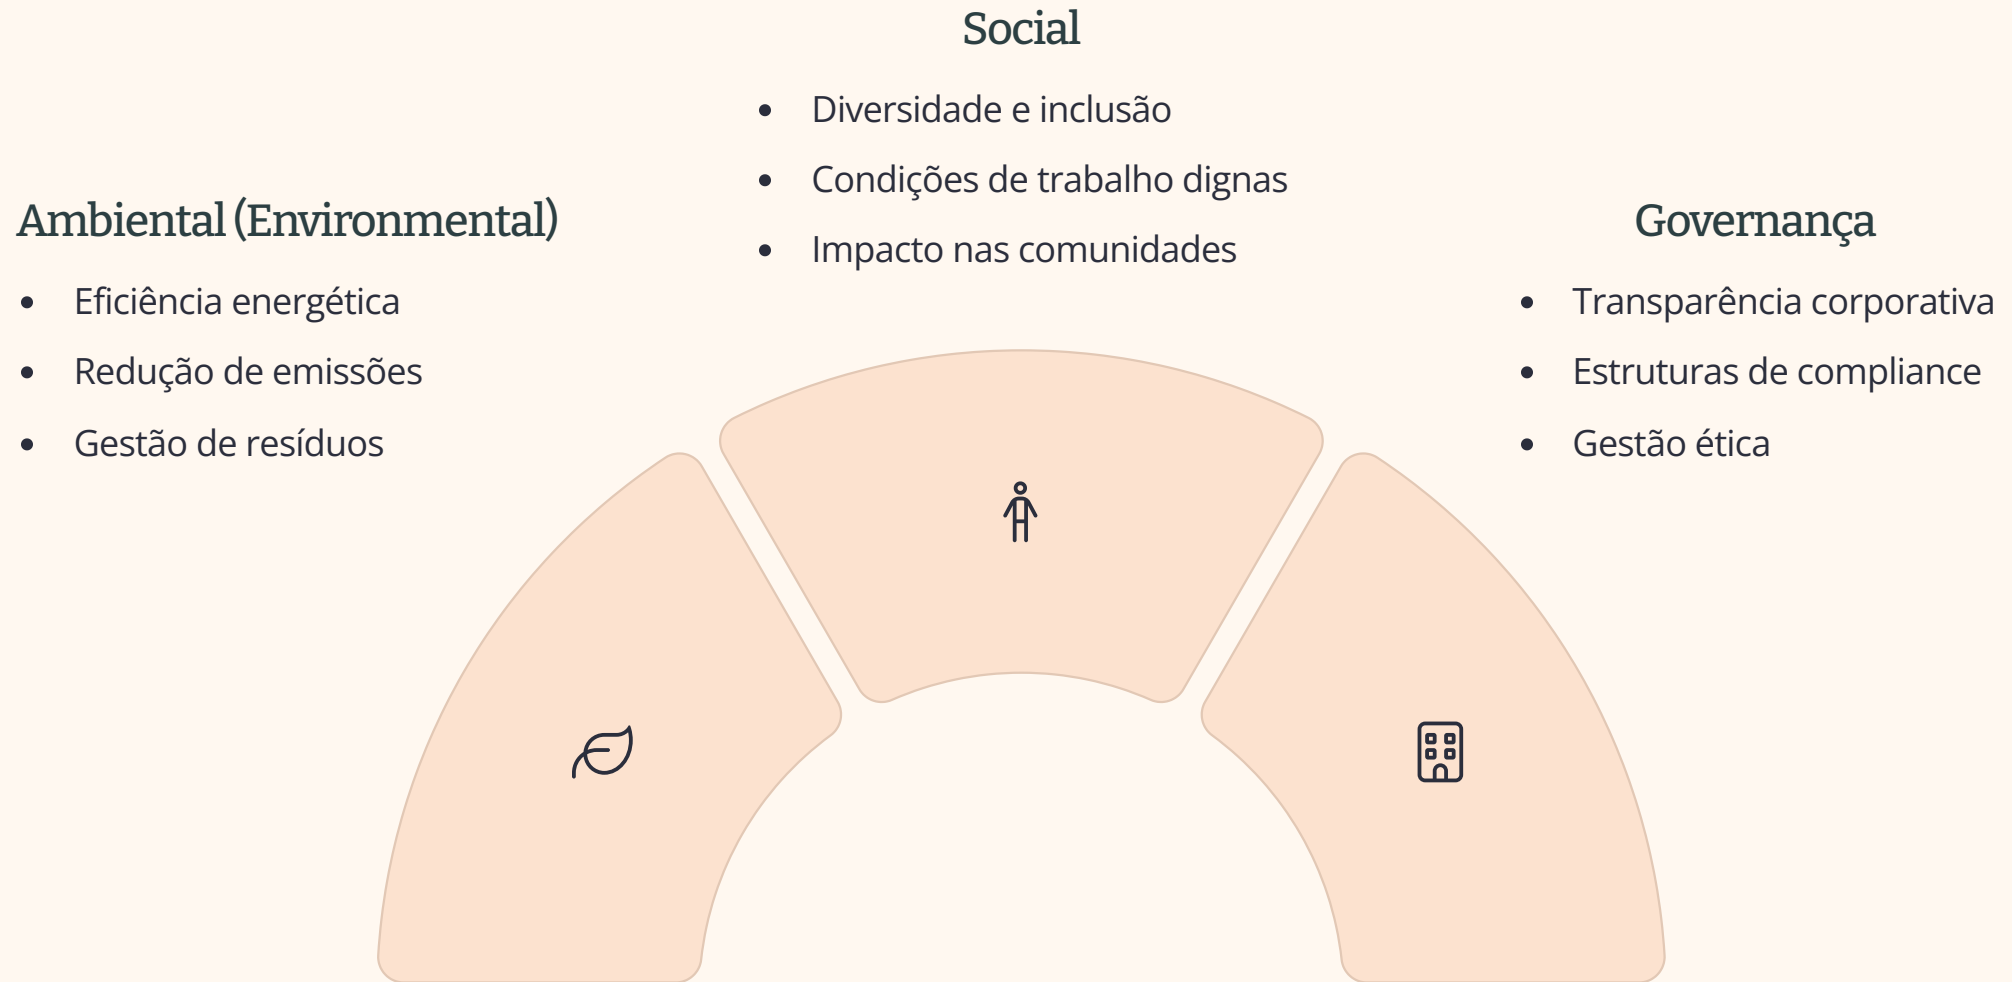 Social
• Diversidade e inclusão
• Condições de trabalho dignas
• Impacto nas comunidades
Ambiental (Environmental)
• Eficiência energética
• Redução de emissões
• Gestão de resíduos
Governança
• Transparência corporativa
• Estruturas de compliance
• Gestão ética